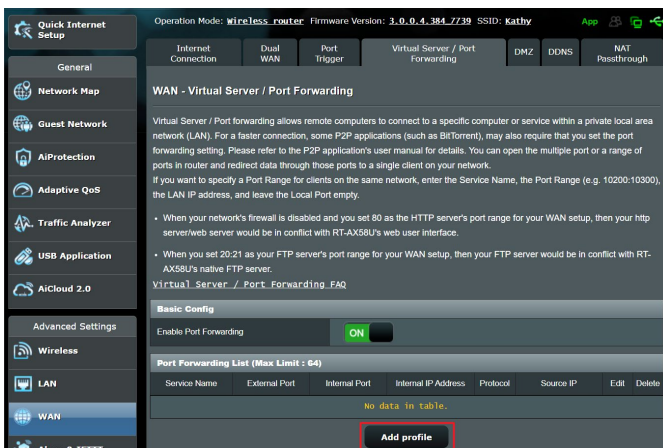 Quick Internet
Setup
Operation Mode: Wireless router Firmware Version: 3.0.0.4.384_7739 SSID: Kathy
App
Internet
Connection
Dual
WAN
Port
Trigger
Virtual Server / Port
Forwarding
DMZ
DDNS
NAT
Passthrough
General
Network Map
Guest Network
AiProtection
Adaptive QoS
Traffic Analyzer
USB Application
AiCloud 2.0
Advanced Settings
Wireless
LAN
WAN
WAN - Virtual Server / Port Forwarding
Virtual Server / Port forwarding allows remote computers to connect to a specific computer or service within a private local area
network (LAN). For a faster connection, some P2P applications (such as BitTorrent), may also require that you set the port
forwarding setting. Please refer to the P2P application's user manual for details. You can open the multiple port or a range of
ports in router and redirect data through those ports to a single client on your network.
If you want to specify a Port Range for clients on the same network, enter the Service Name, the Port Range (e.g. 10200:10300),
the LAN IP address, and leave the Local Port empty.
• When your network's firewall is disabled and you set 80 as the HTTP server's port range for your WAN setup, then your http
server/web server would be in conflict with RT-AX58U's web user interface.
• When you set 20:21 as your FTP server's port range for your WAN setup, then your FTP server would be in conflict with RT-
AX58U's native FTP server.
Virtual Server / Port Forwarding FAQ
Basic Config
Enable Port Forwarding
ON
Port Forwarding List (Max Limit : 64)
Service Name External Port Internal Port Internal IP Address Protocol Source IP Edit Delete
No data in table.
Add profile